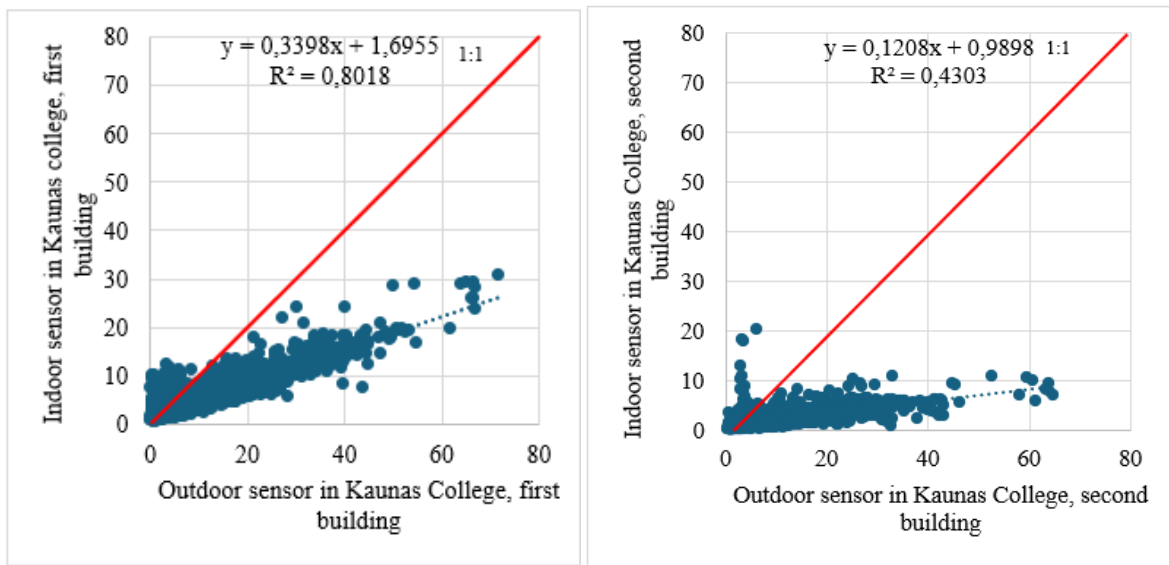 80
70
60
50
40
30
20
10
0
0 20 40 60 80
y = 0,3398x + 1,6955
R² = 0,8018
1:1
Indoor sensor in Kaunas college, first
building
Outdoor sensor in Kaunas College, first
building
80
70
60
50
40
30
20
10
0
0 20 40 60 80
y = 0,1208x + 0,9898
R² = 0,4303
1:1
Indoor sensor in Kaunas College, second
building
Outdoor sensor in Kaunas College, second
building